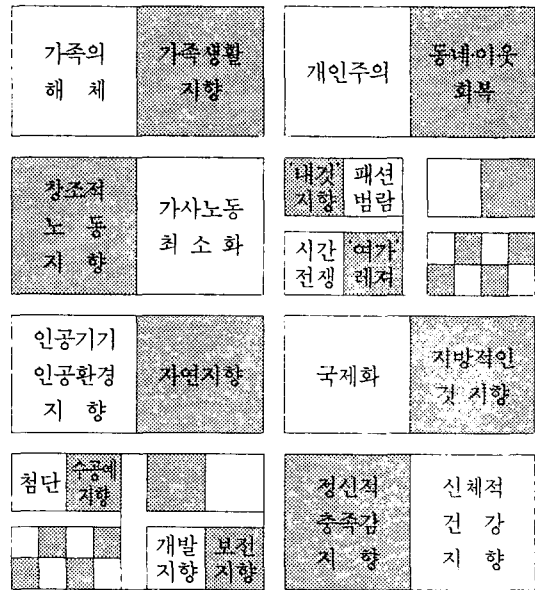 가족의
해 체
가족생활
지향
개인주의
동네·이웃
회복
창조적
노 동
지 향
가사노동
최 소 화
'내것'
지향
패션
범람
시간
전쟁
'여가'
레져
인공기기
인공환경
지 향
자연지향
국제화
지방적인
것 지향
첨단
수공예
지향
개발
지향
보전
지향
정신적
충족감
지 향
신체적
건 강
지 향